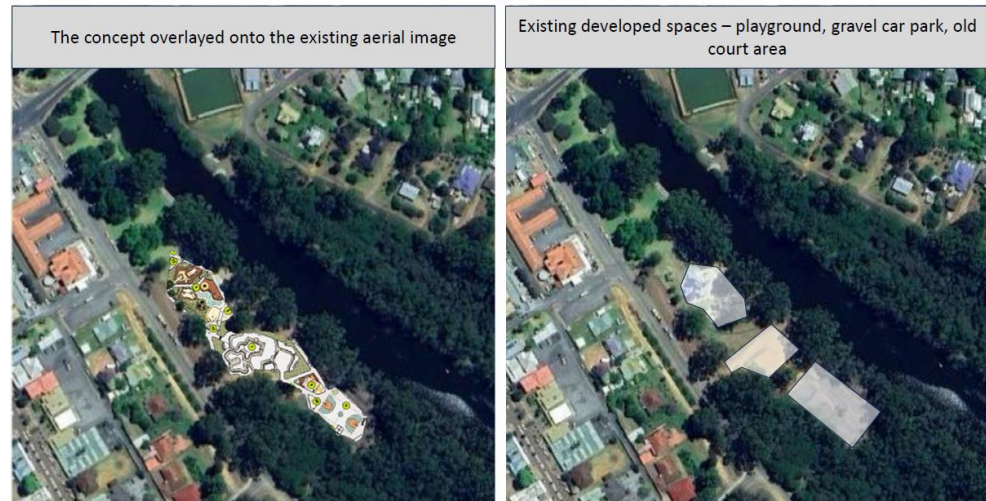 The concept overlayed onto the existing aerial image
Existing developed spaces – playground, gravel car park, old
court area